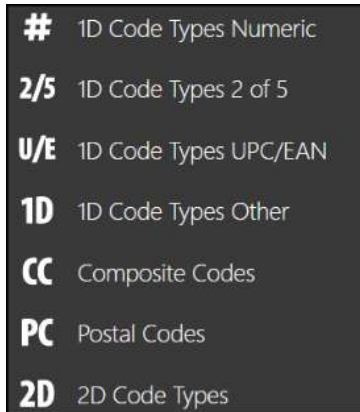 # 1D Code Types Numeric
2/5 1D Code Types 2 of 5
U/E 1D Code Types UPC/EAN
1D 1D Code Types Other
CC Composite Codes
PC Postal Codes
2D 2D Code Types